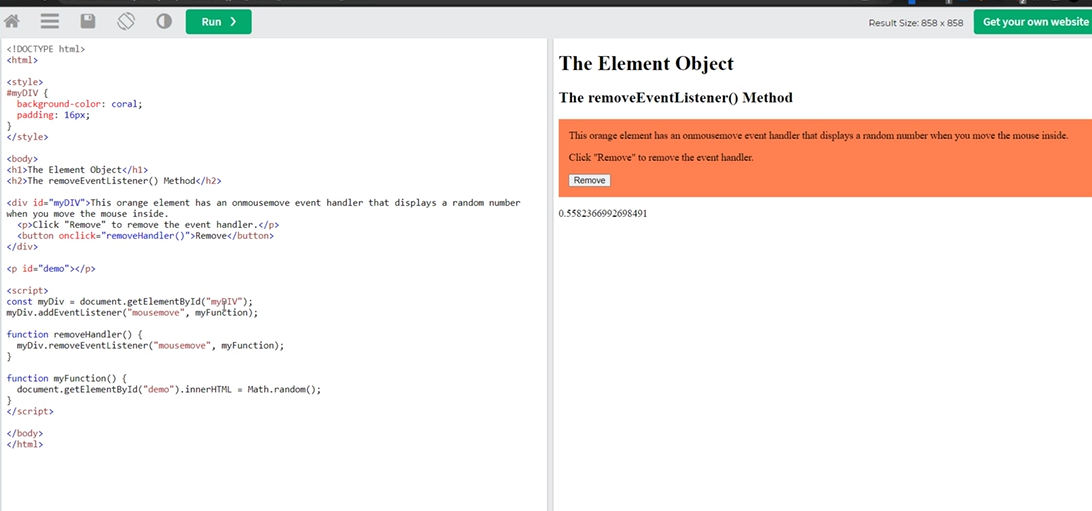 Run ❯
Result Size: 858 x 858
Get your own website
<!DOCTYPE html>
<html>
<style>
#myDIV {
  background-color: coral;
  padding: 16px;
}
</style>
<body>
<h1>The Element Object</h1>
<h2>The removeEventListener() Method</h2>
<div id="myDIV">This orange element has an onmousemove event handler that displays a random number
when you move the mouse inside.
  <p>Click "Remove" to remove the event handler.</p>
  <button onclick="removeHandler()">Remove</button>
</div>
<p id="demo"></p>
<script>
const myDiv = document.getElementById("myDIV");
myDiv.addEventListener("mousemove", myFunction);
function removeHandler() {
  myDiv.removeEventListener("mousemove", myFunction);
}
function myFunction() {
  document.getElementById("demo").innerHTML = Math.random();
}
</script>
</body>
</html>
The Element Object
The removeEventListener() Method
This orange element has an onmousemove event handler that displays a random number when you move the mouse inside.
Click "Remove" to remove the event handler.
Remove
0.5582366992698491